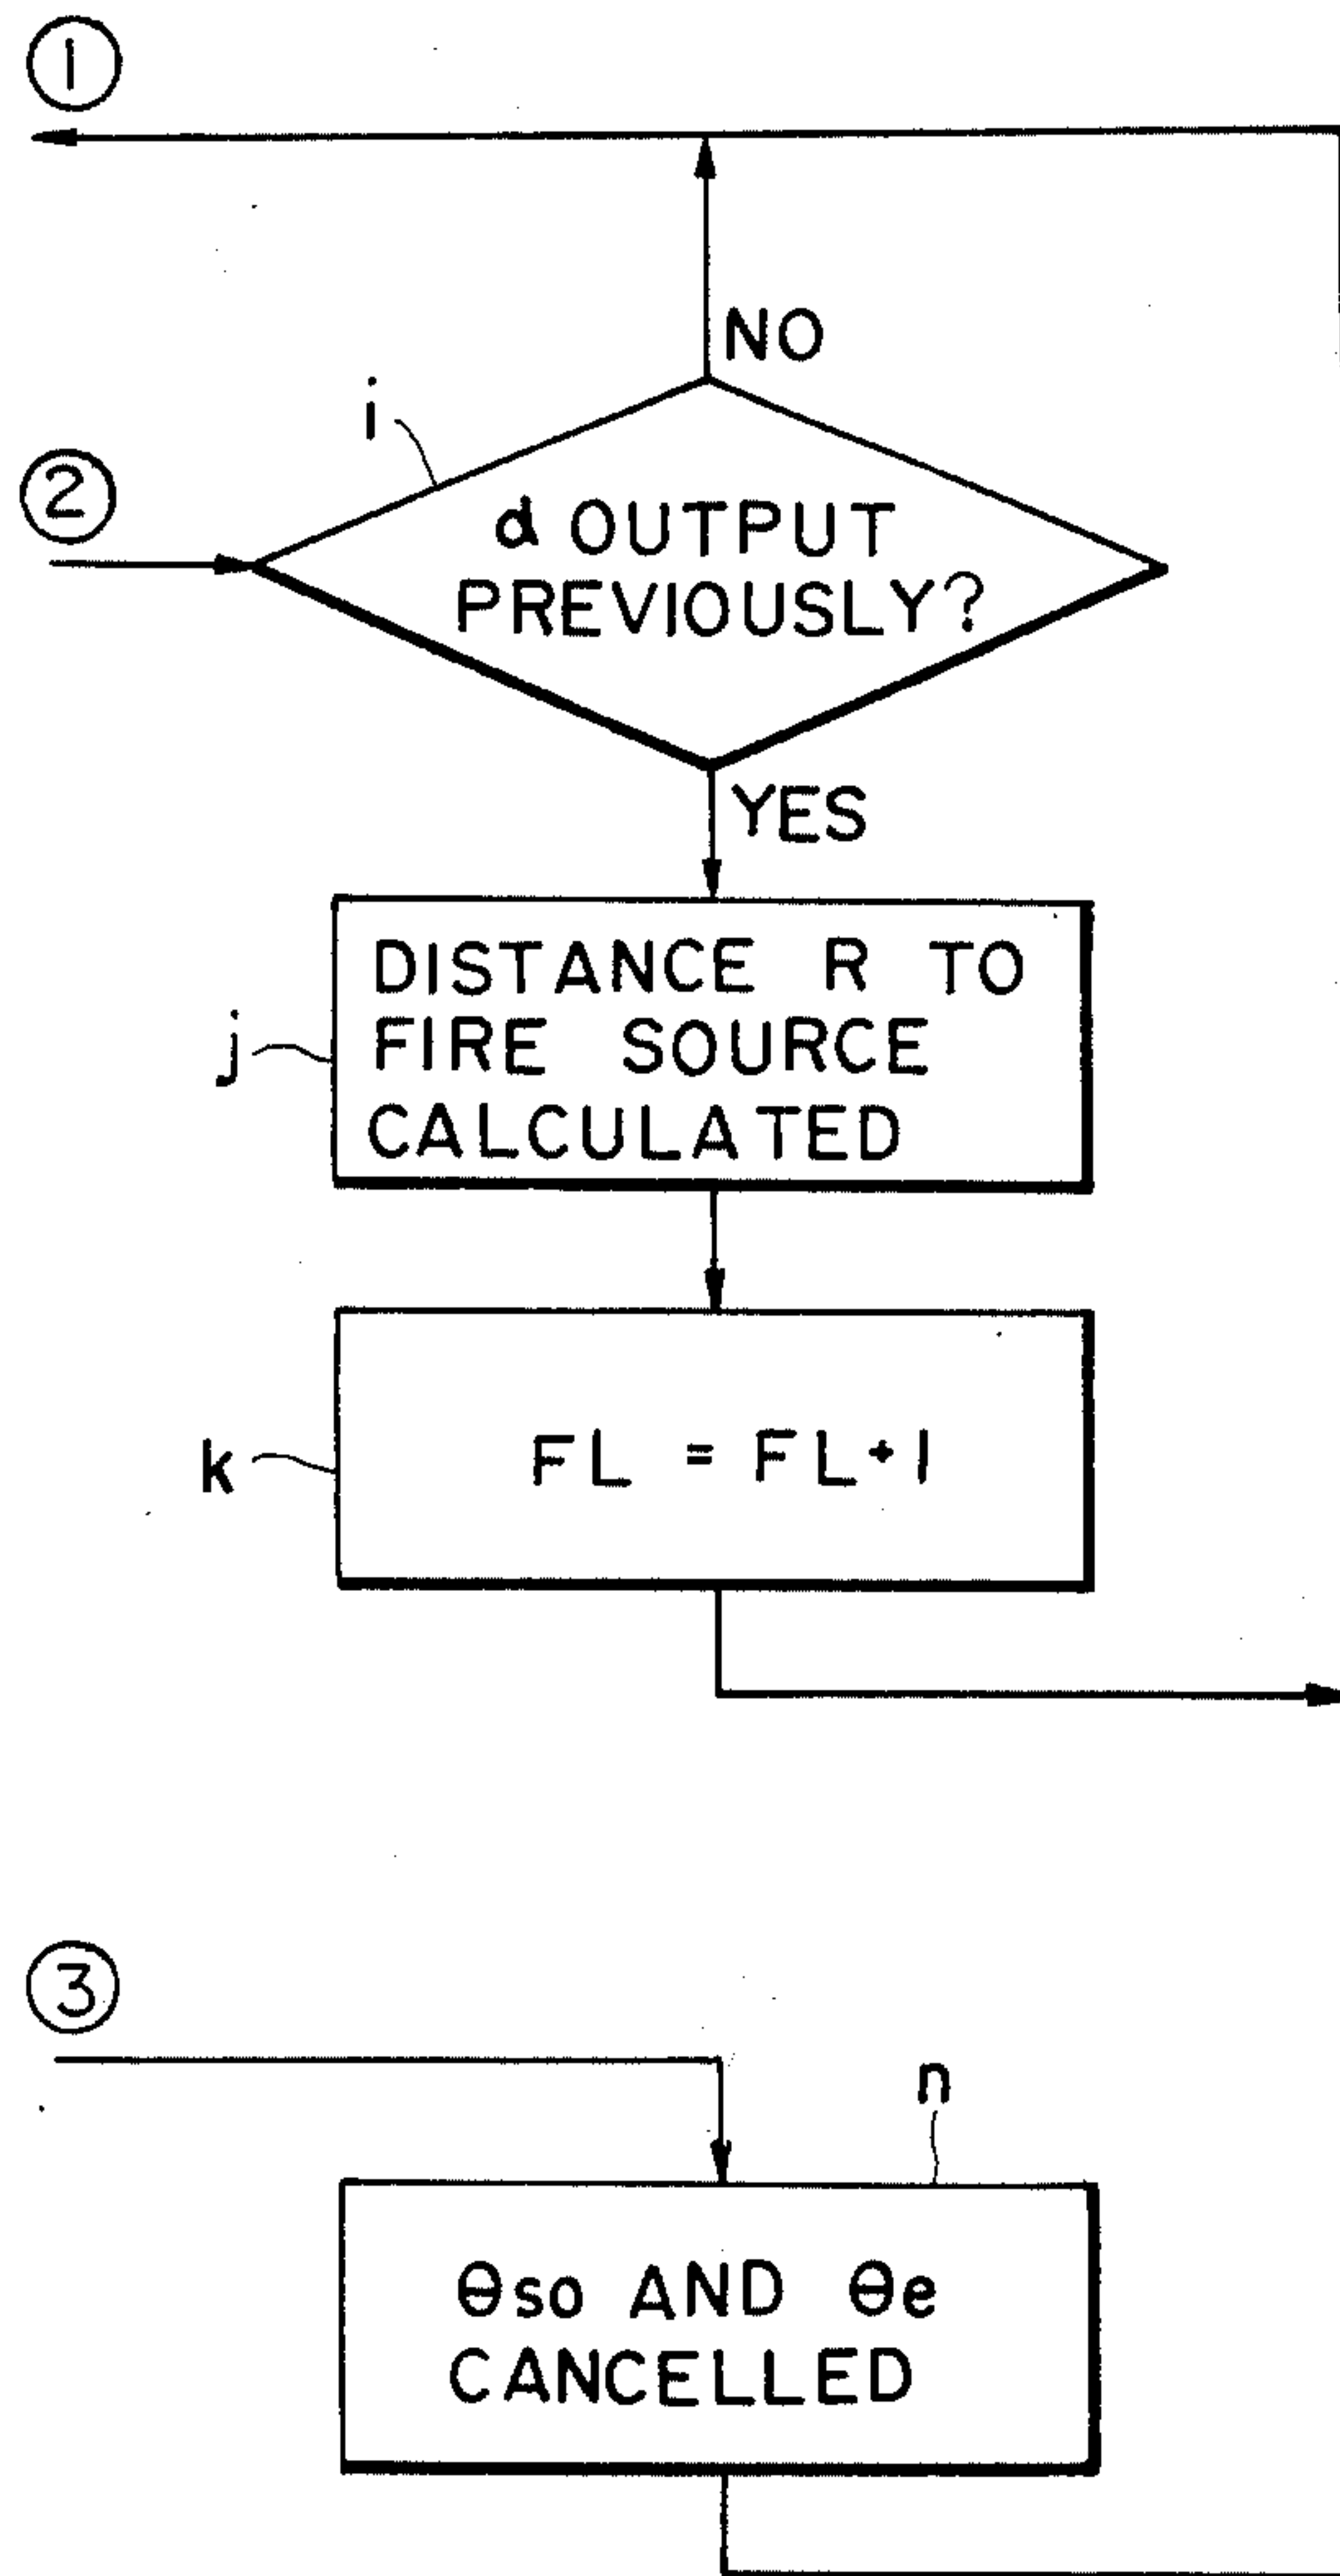 1
NO
i
2
d OUTPUT
PREVIOUSLY?
YES
DISTANCE R TO
FIRE SOURCE
CALCULATED
j
FL = FL+1
k
3
n
θso AND θe
CANCELLED